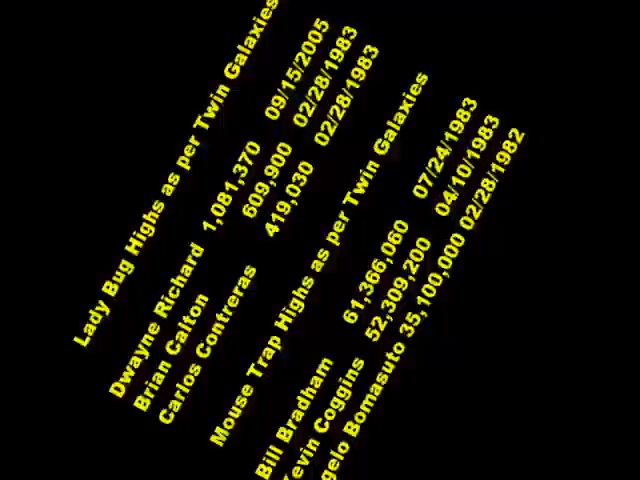 Lady Bug Highs as per Twin Galaxies
Dwayne Richard 1,081,370 09/15/2005
Brian Calton 609,900 02/28/1983
Carlos Contreras 419,030 02/28/1983
Mouse Trap Highs as per Twin Galaxies
Bill Bradham 61,366,060 07/24/1983
Coggins 52,309,200 04/10/1983
Bomasuto 35,100,000 02/28/1982